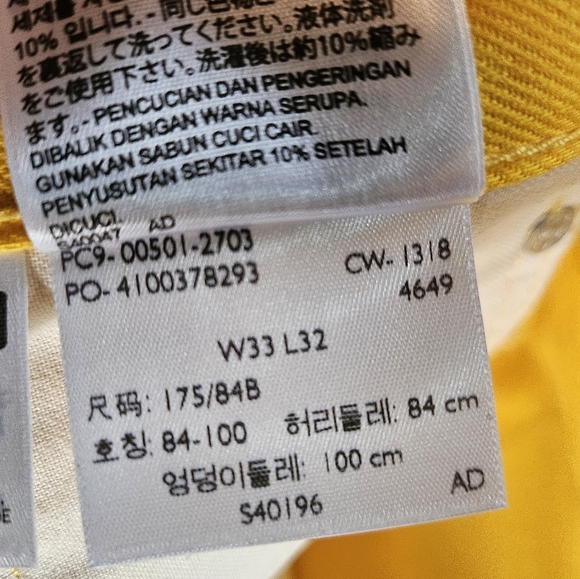 10% 입니다. - 同じ色物と
を裏返して洗ってください。液体洗剤
をご使用下さい。洗濯後は約10%縮み
ます。- PENCUCIAN DAN PENGERINGAN
DIBALIK DENGAN WARNA SERUPA.
GUNAKAN SABUN CUCI CAIR.
PENYUSUTAN SEKITAR 10% SETELAH
DICUCI.
S40047 AD
PC9- 00501-2703
PO- 4100378293
CW- 1318
4649
W33 L32
尺码: 175/84B
호칭: 84-100 허리둘레: 84 cm
엉덩이둘레: 100 cm
S40196 AD